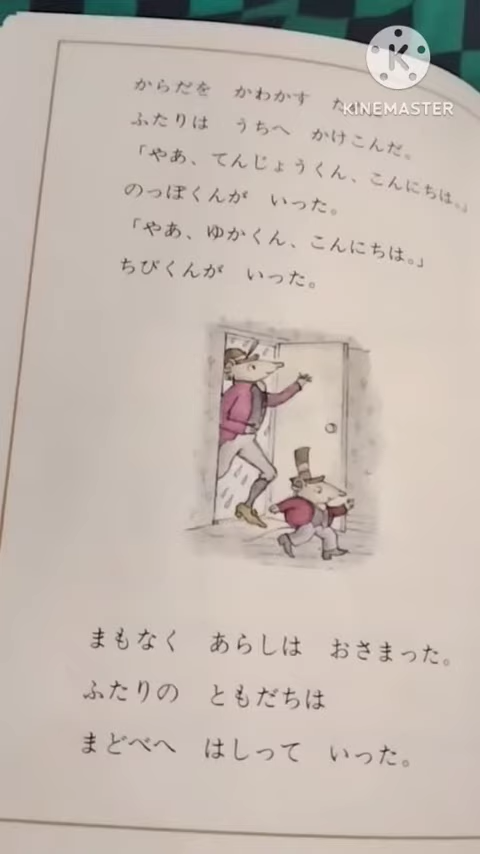 からだを かわかす
ふたりは うちへ かけこんだ。
「やあ、てんじょうくん、こんにちは。」
のっぽくんが いった。
「やあ、ゆかくん、こんにちは。」
ちびくんが いった。
まもなく あらしは おさまった。
ふたりの ともだちは
まどべへ はしって いった。
K
KINEMASTER